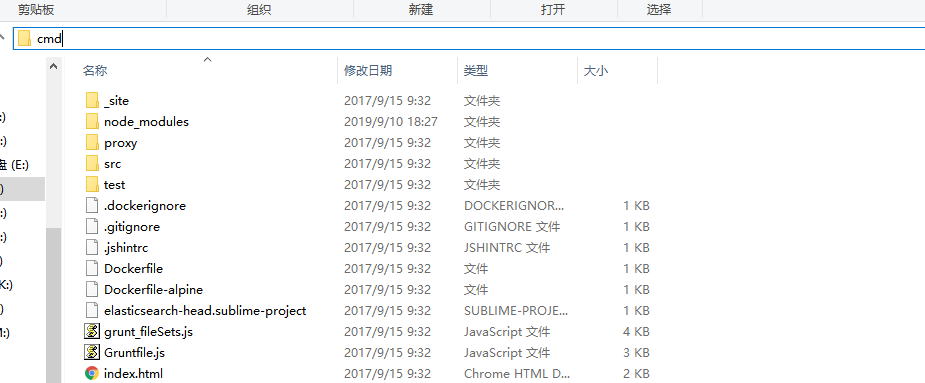 剪贴板 组织 新建 打开 选择
cmd
名称 修改日期 类型 大小
_site 2017/9/15 9:32 文件夹
:) node_modules 2019/9/10 18:27 文件夹
:) proxy 2017/9/15 9:32 文件夹
盘 (E:) src 2017/9/15 9:32 文件夹
) test 2017/9/15 9:32 文件夹
:) .dockerignore 2017/9/15 9:32 DOCKERIGNOR... 1 KB
:) .gitignore 2017/9/15 9:32 GITIGNORE 文件 1 KB
) .jshintrc 2017/9/15 9:32 JSHINTRC 文件 1 KB
Dockerfile 2017/9/15 9:32 文件 1 KB
K:) Dockerfile-alpine 2017/9/15 9:32 文件 1 KB
) elasticsearch-head.sublime-project 2017/9/15 9:32 SUBLIME-PROJE... 1 KB
:) grunt_fileSets.js 2017/9/15 9:32 JavaScript 文件 4 KB
Gruntfile.js 2017/9/15 9:32 JavaScript 文件 3 KB
index.html 2017/9/15 9:32 Chrome HTML D... 2 KB